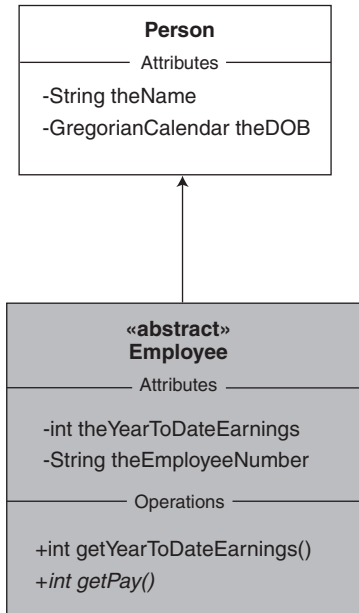 Person
Attributes
-String theName
-GregorianCalendar theDOB
«abstract»
Employee
Attributes
-int theYearToDateEarnings
-String theEmployeeNumber
Operations
+int getYearToDateEarnings()
+int getPay()